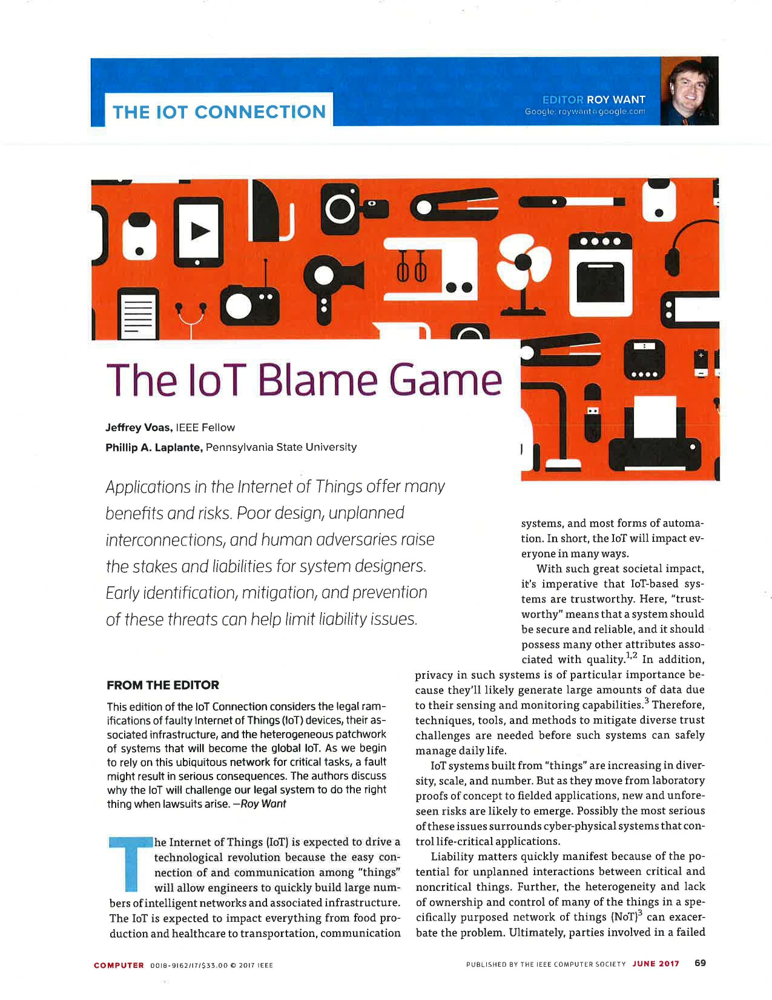 THE IOT CONNECTION
EDITOR ROY WANT
Google: roywant@google.com
The IoT Blame Game
Jeffrey Voas, IEEE Fellow
Phillip A. Laplante, Pennsylvania State University
Applications in the Internet of Things offer many
benefits and risks. Poor design, unplanned
interconnections, and human adversaries raise
the stakes and liabilities for system designers.
Early identification, mitigation, and prevention
of these threats can help limit liability issues.
FROM THE EDITOR
This edition of the IoT Connection considers the legal ram-
ifications of faulty Internet of Things (IoT) devices, their as-
sociated infrastructure, and the heterogeneous patchwork
of systems that will become the global IoT. As we begin
to rely on this ubiquitous network for critical tasks, a fault
might result in serious consequences. The authors discuss
why the IoT will challenge our legal system to do the right
thing when lawsuits arise. —Roy Want
The Internet of Things (IoT) is expected to drive a
technological revolution because the easy con-
nection of and communication among "things"
will allow engineers to quickly build large num-
bers of intelligent networks and associated infrastructure.
The IoT is expected to impact everything from food pro-
duction and healthcare to transportation, communication
systems, and most forms of automa-
tion. In short, the IoT will impact ev-
eryone in many ways.
With such great societal impact,
it's imperative that IoT-based sys-
tems are trustworthy. Here, "trust-
worthy" means that a system should
be secure and reliable, and it should
possess many other attributes asso-
ciated with quality.1,2 In addition,
privacy in such systems is of particular importance be-
cause they'll likely generate large amounts of data due
to their sensing and monitoring capabilities.3 Therefore,
techniques, tools, and methods to mitigate diverse trust
challenges are needed before such systems can safely
manage daily life.
IoT systems built from "things" are increasing in diver-
sity, scale, and number. But as they move from laboratory
proofs of concept to fielded applications, new and unfore-
seen risks are likely to emerge. Possibly the most serious
of these issues surrounds cyber-physical systems that con-
trol life-critical applications.
Liability matters quickly manifest because of the po-
tential for unplanned interactions between critical and
noncritical things. Further, the heterogeneity and lack
of ownership and control of many of the things in a spe-
cifically purposed network of things (NoT)3 can exacer-
bate the problem. Ultimately, parties involved in a failed
COMPUTER 0018-9162/17/$33.00 © 2017 IEEE
PUBLISHED BY THE IEEE COMPUTER SOCIETY JUNE 2017 69